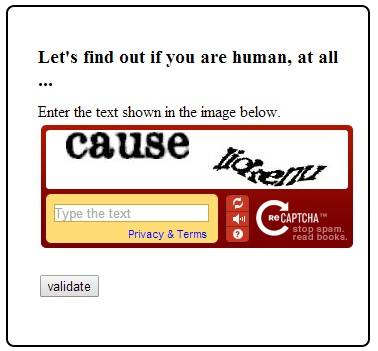 Let's find out if you are human, at all
...
Enter the text shown in the image below.
cause
Type the text
Privacy & Terms
reCAPTCHA™
stop spam.
read books.
validate